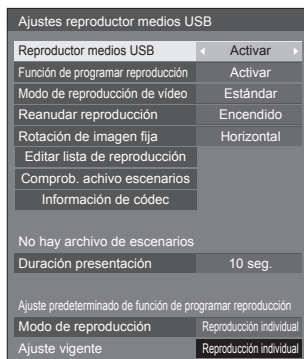 Ajustes reproductor medios USB
Reproductor medios USB Activar
Función de programar reproducción Activar
Modo de reproducción de vídeo Estándar
Reanudar reproducción Encendido
Rotación de imagen fija Horizontal
Editar lista de reproducción
Comprob. achivo escenarios
Información de códec
No hay archivo de escenarios
Duración presentación 10 seg.
Ajuste predeterminado de función de programar reproducción
Modo de reproducción Reproducción individual
Ajuste vigente Reproducción individual